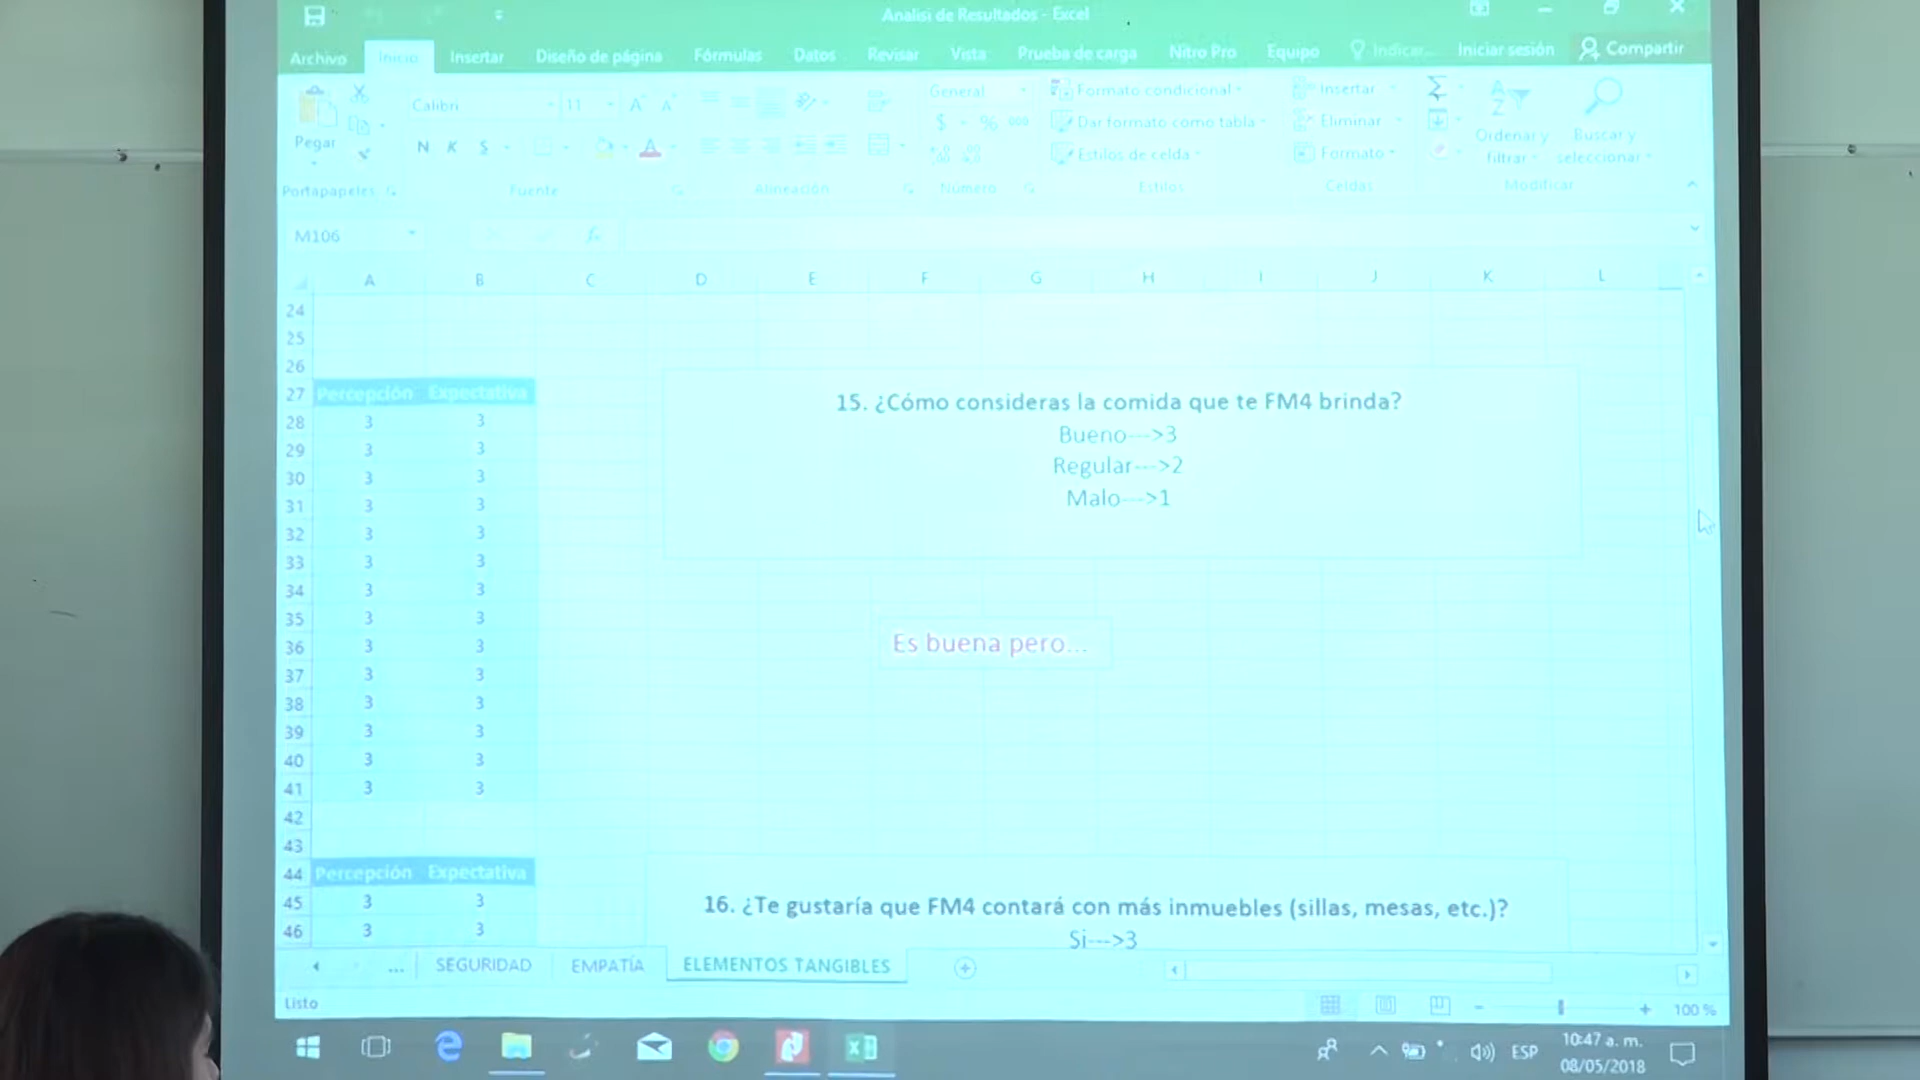 Analisi de Resultados - Excel
Archivo Inicio Insertar Diseño de página Fórmulas Datos Revisar Vista Prueba de carga Nitro Pro Equipo Indicar... Iniciar sesión Compartir
Calibri 11 A A General Formato condicional Insertar
Pegar N K S A $ % 000 Dar formato como tabla Eliminar Ordenar y filtrar Buscar y seleccionar
Estilos de celda Formato
Portapapeles Fuente Alineación Número Estilos Celdas Modificar
M106 fx
A B C D E F G H I J K L
24
25
26
27 Percepción Expectativa
15. ¿Cómo consideras la comida que te FM4 brinda?
28 3 3
Bueno--->3
29 3 3
Regular--->2
30 3 3
Malo--->1
31 3 3
32 3 3
33 3 3
34 3 3
35 3 3
36 3 3
Es buena pero...
37 3 3
38 3 3
39 3 3
40 3 3
41 3 3
42
43
44 Percepción Expectativa
45 3 3
16. ¿Te gustaría que FM4 contará con más inmuebles (sillas, mesas, etc.)?
46 3 3
Si--->3
... SEGURIDAD EMPATÍA ELEMENTOS TANGIBLES
Listo 100 %
ESP 10:47 a. m.
08/05/2018